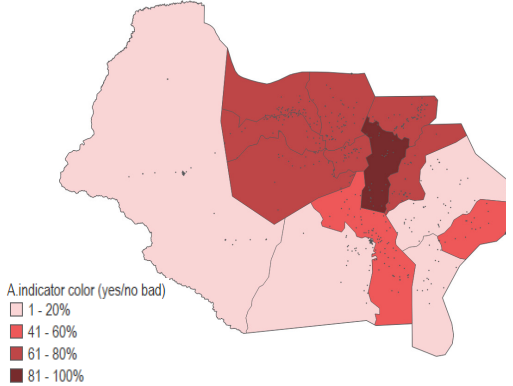 A.indicator color (yes/no bad)
1 - 20%
41 - 60%
61 - 80%
81 - 100%